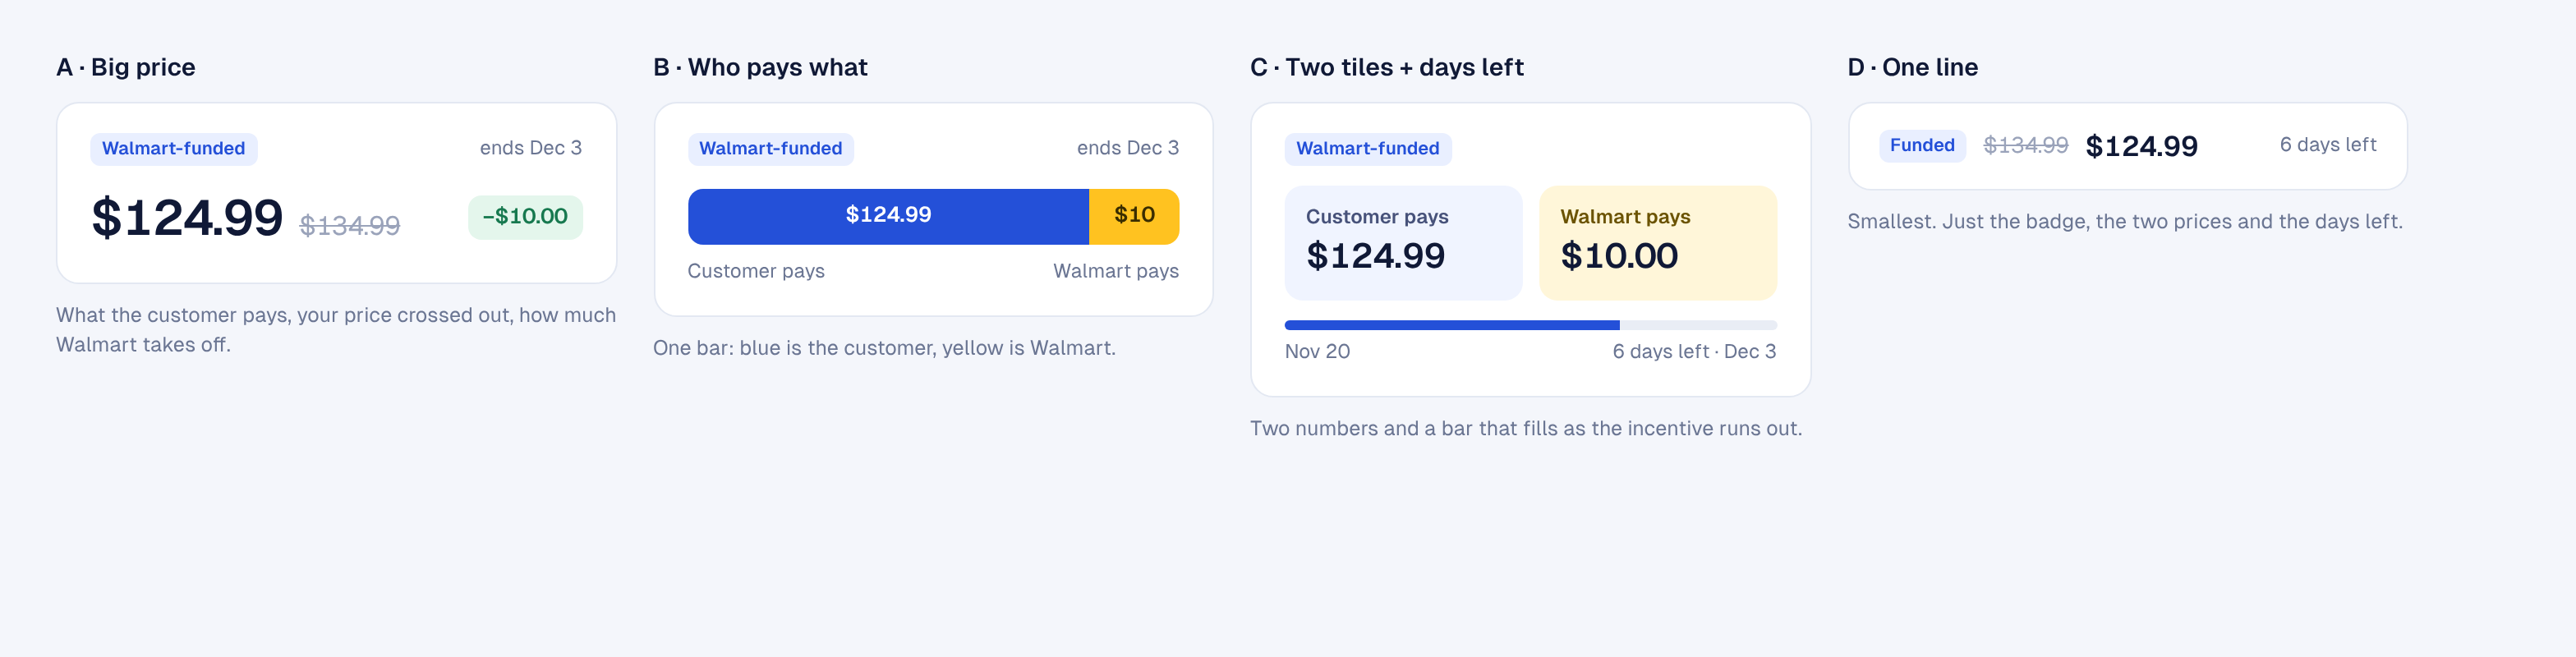 A · Big price
Walmart-funded
ends Dec 3
$124.99 $134.99
−$10.00
What the customer pays, your price crossed out, how much
Walmart takes off.
B · Who pays what
Walmart-funded
ends Dec 3
$124.99
$10
Customer pays
Walmart pays
One bar: blue is the customer, yellow is Walmart.
C · Two tiles + days left
Walmart-funded
Customer pays
$124.99
Walmart pays
$10.00
Nov 20
6 days left · Dec 3
Two numbers and a bar that fills as the incentive runs out.
D · One line
Funded $134.99 $124.99
6 days left
Smallest. Just the badge, the two prices and the days left.